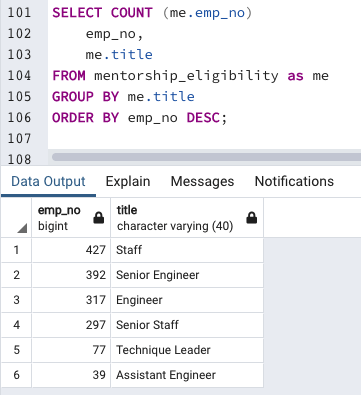 101 SELECT COUNT (me.emp_no)
102 emp_no,
103 me.title
104 FROM mentorship_eligibility as me
105 GROUP BY me.title
106 ORDER BY emp_no DESC;
107
108
Data Output Explain Messages Notifications
emp_no title
bigint character varying (40)
1 427 Staff
2 392 Senior Engineer
3 317 Engineer
4 297 Senior Staff
5 77 Technique Leader
6 39 Assistant Engineer